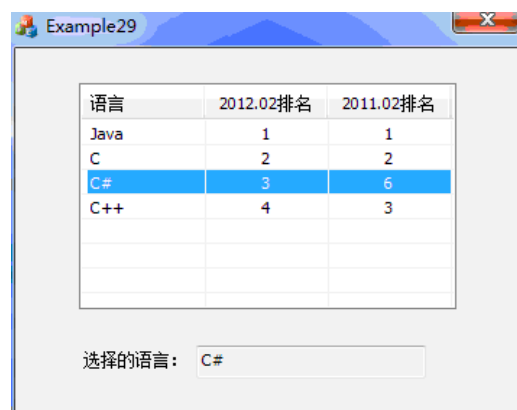 Example29
语言 2012.02排名 2011.02排名
Java 1 1
C 2 2
C# 3 6
C++ 4 3
选择的语言： C#